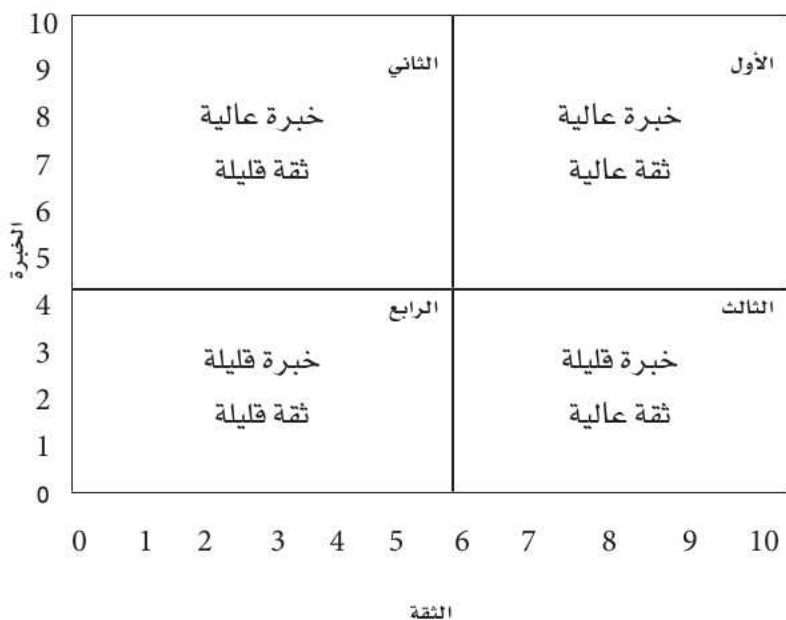 10
9
8
7
6
5
4
3
2
1
0
الخبرة
الأول
خبرة عالية
ثقة عالية
الثاني
خبرة عالية
ثقة قليلة
الثالث
خبرة قليلة
ثقة عالية
الرابع
خبرة قليلة
ثقة قليلة
0 1 2 3 4 5 6 7 8 9 10
الثقة